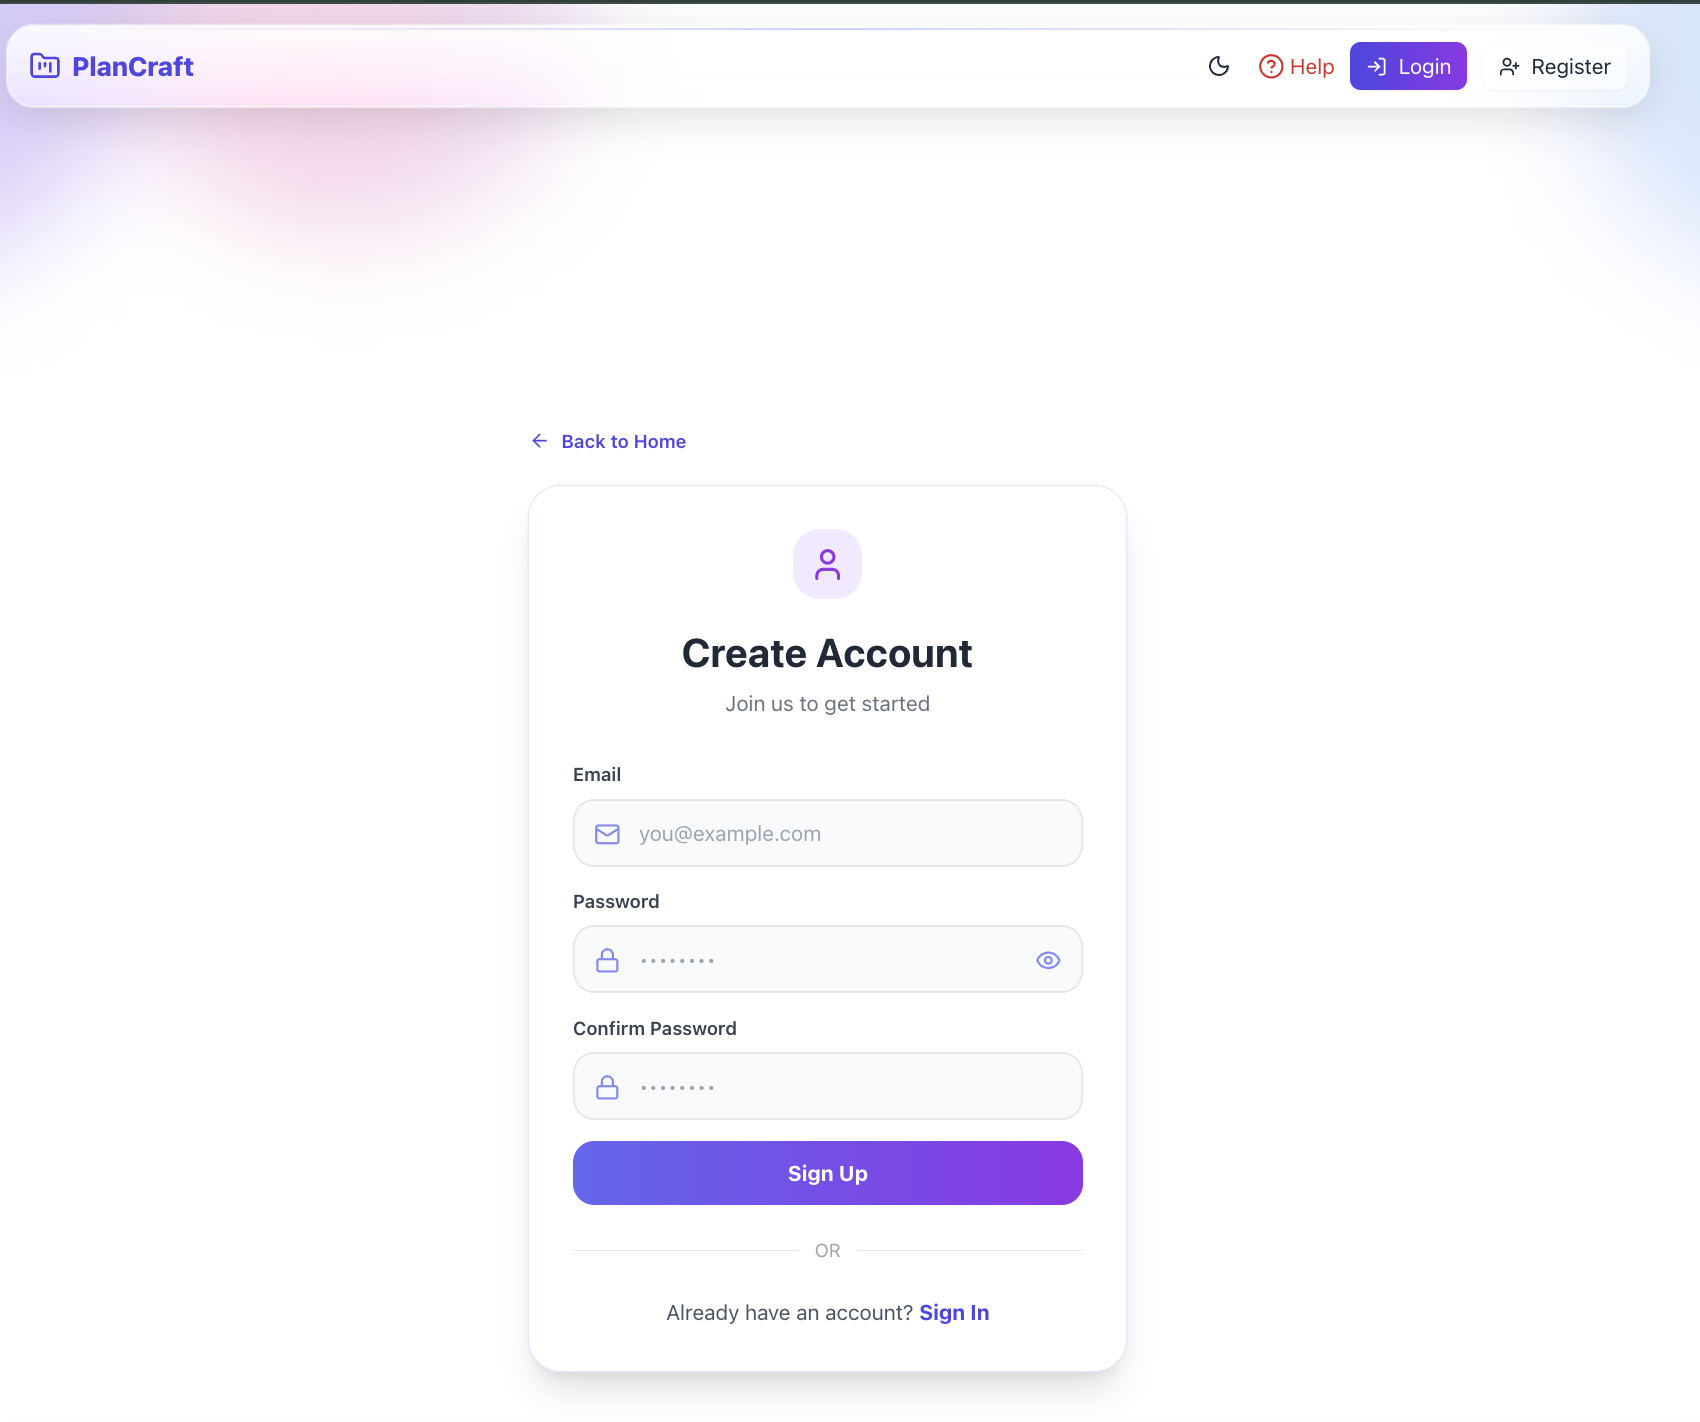 PlanCraft
Help
Login
Register
Back to Home
Create Account
Join us to get started
Email
you@example.com
Password
••••••••
Confirm Password
••••••••
Sign Up
OR
Already have an account? Sign In